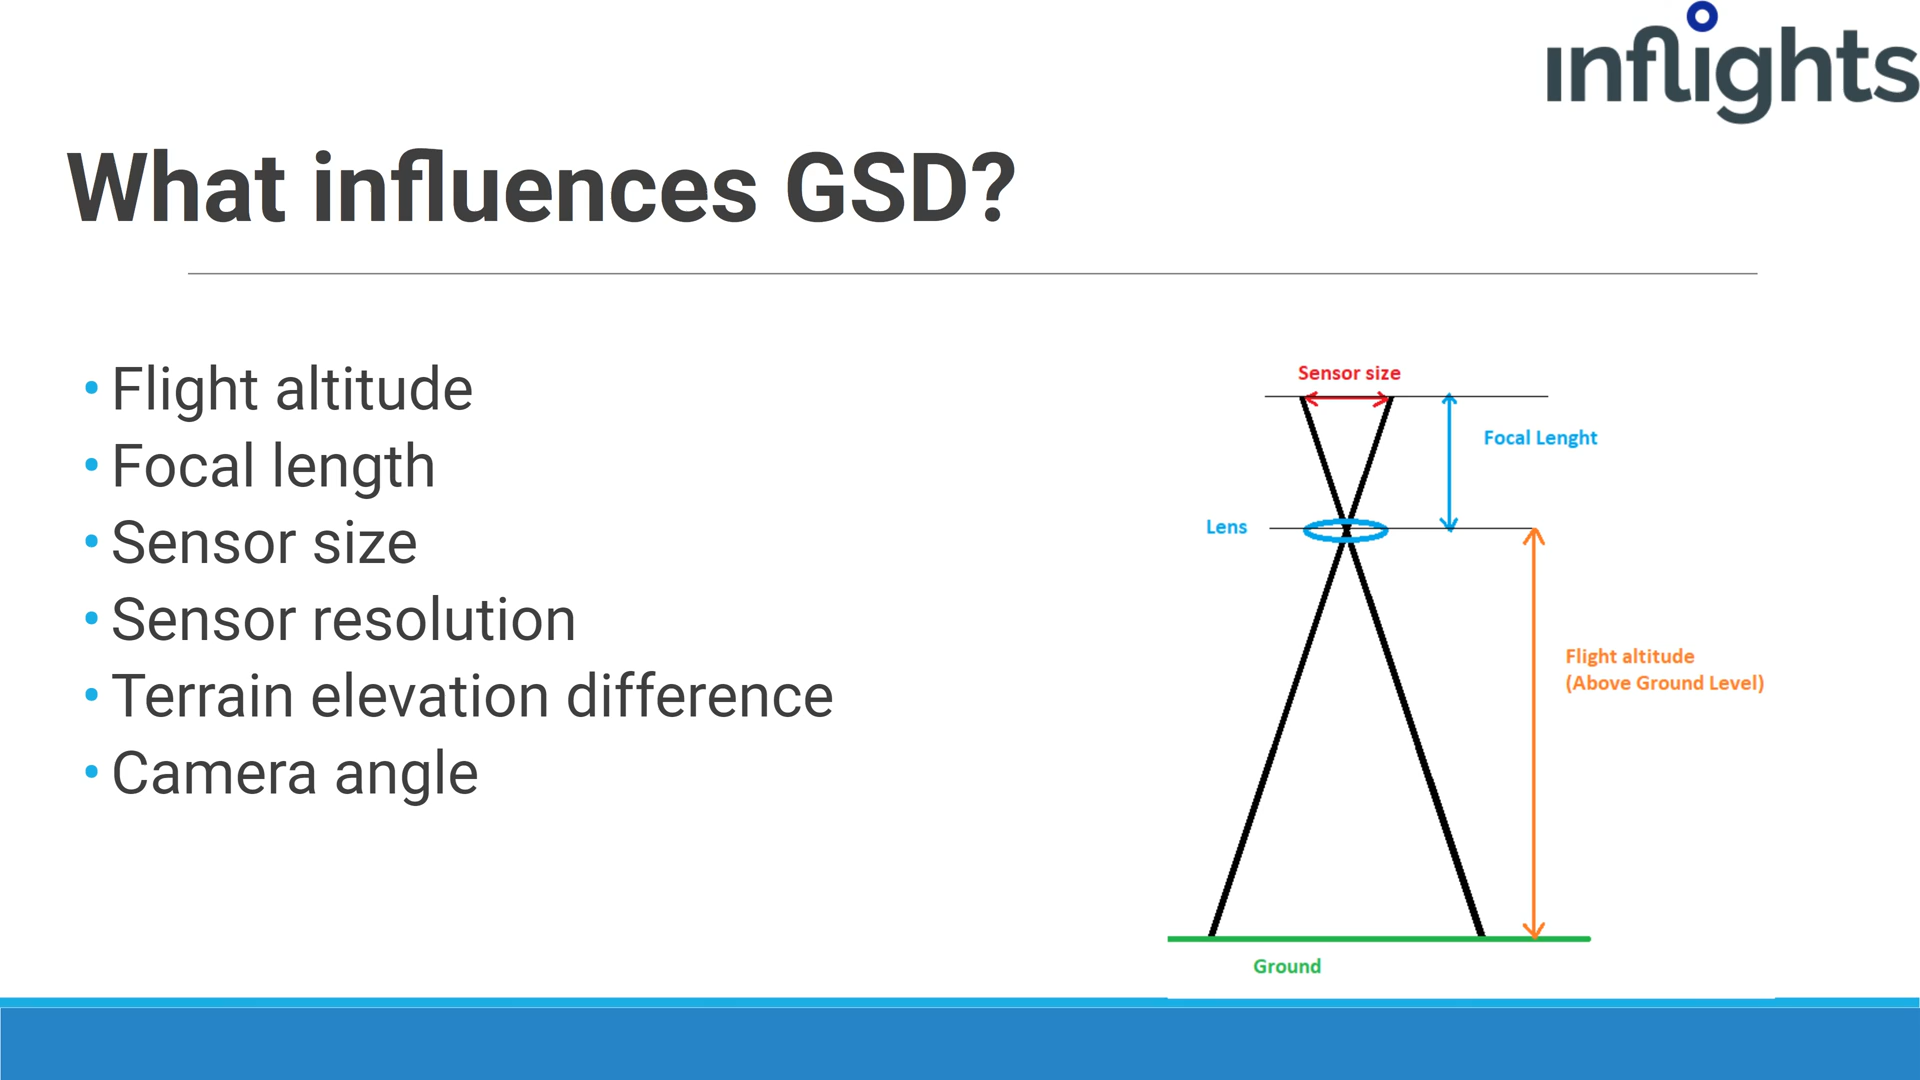 inflights
What influences GSD?
• Flight altitude
• Focal length
• Sensor size
• Sensor resolution
• Terrain elevation difference
• Camera angle
Sensor size
Focal Lenght
Lens
Flight altitude
(Above Ground Level)
Ground